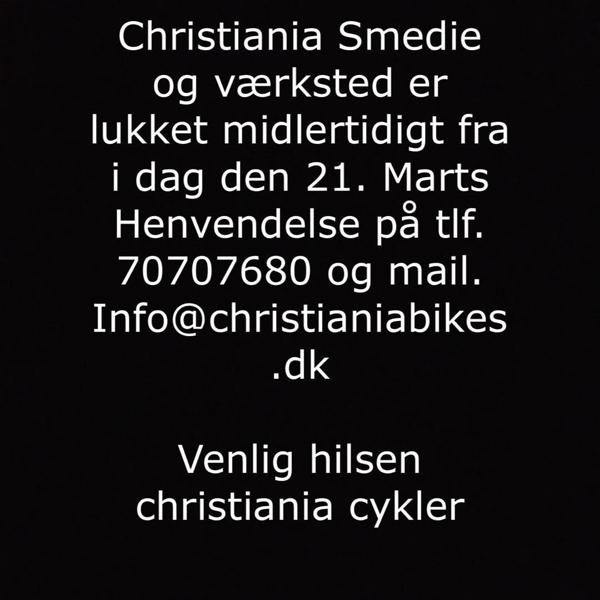 Christiania Smedie
og værksted er
lukket midlertidigt fra
i dag den 21. Marts
Henvendelse på tlf.
70707680 og mail.
Info@christianiabikes
.dk
Venlig hilsen
christiania cykler